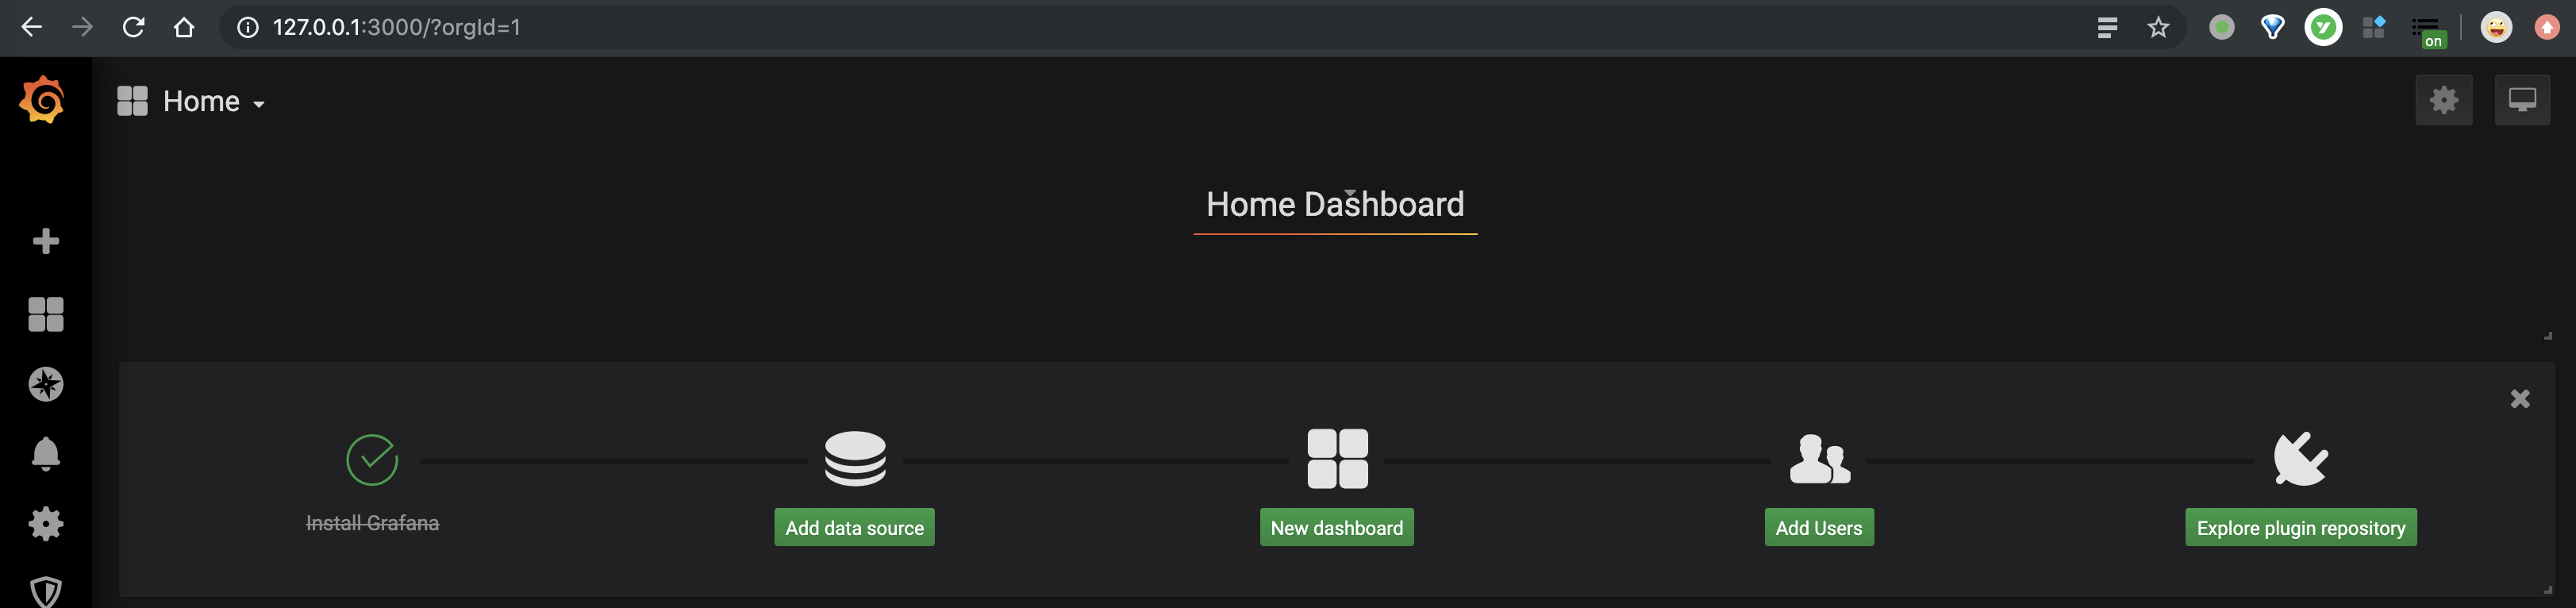 127.0.0.1:3000/?orgId=1
on
Home
Home Dashboard
Install Grafana
Add data source
New dashboard
Add Users
Explore plugin repository